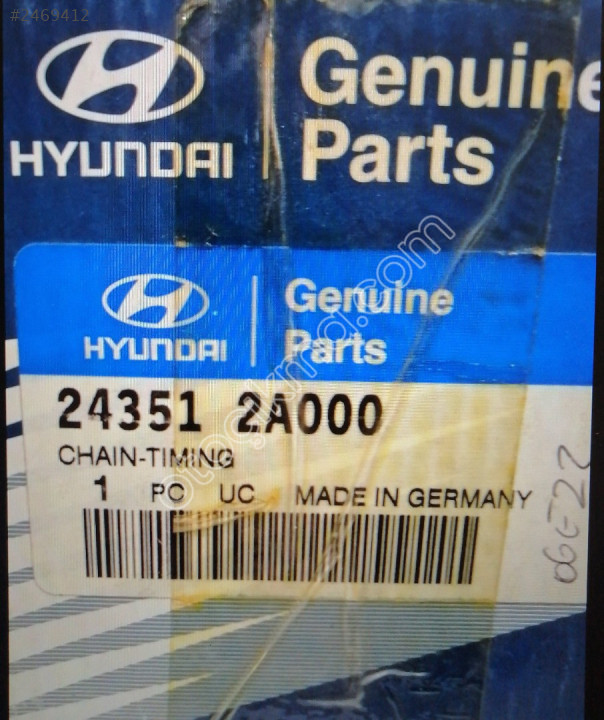 #2469412
HYUNDAI
Genuine
Parts
HYUNDAI
Genuine
Parts
24351 2A000
CHAIN-TIMING
1 PC UC MADE IN GERMANY